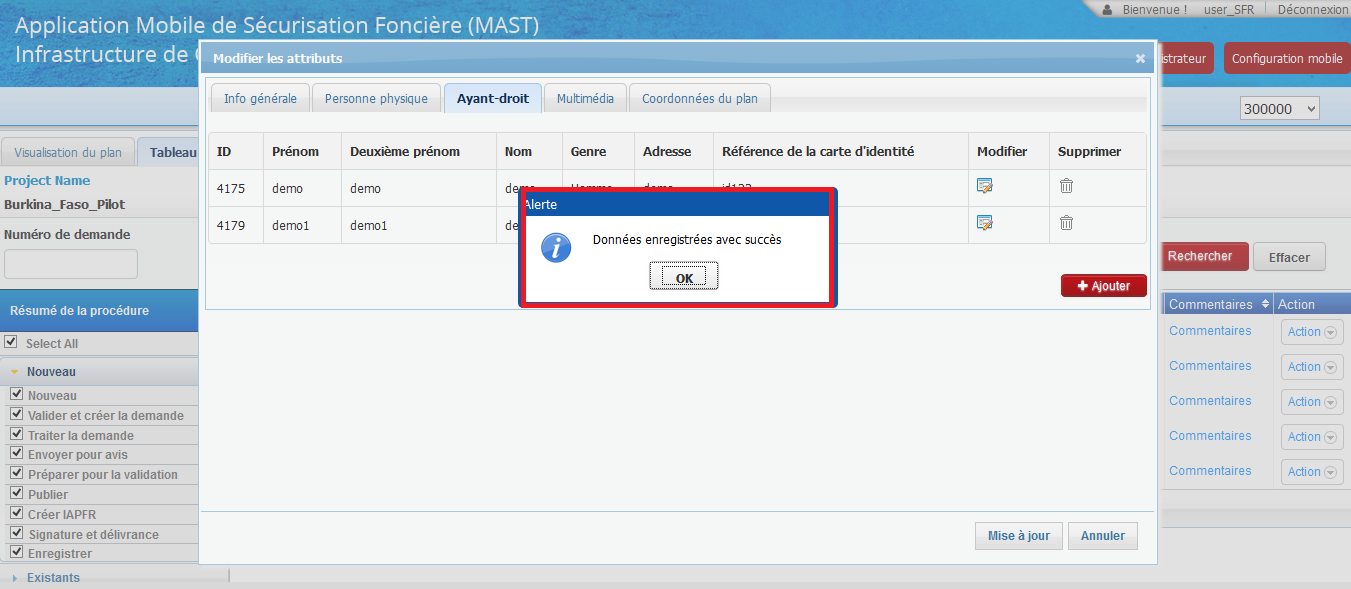 Application Mobile de Sécurisation Foncière (MAST)
Infrastructure de
Bienvenue ! user_SFR Déconnexion
Configuration mobile
300000
Visualisation du plan Tableau
Project Name
Burkina_Faso_Pilot
Numéro de demande
Résumé de la procédure
Select All
Nouveau
Nouveau
Valider et créer la demande
Traiter la demande
Envoyer pour avis
Préparer pour la validation
Publier
Créer IAPFR
Signature et délivrance
Enregistrer
Existants
Modifier les attributs
Info générale Personne physique Ayant-droit Multimédia Coordonnées du plan
ID Prénom Deuxième prénom Nom Genre Adresse Référence de la carte d'identité Modifier Supprimer
4175 demo demo demo Homme demo id123
4179 demo1 demo1
Alerte
Données enregistrées avec succès
OK
+ Ajouter
Mise à jour Annuler
Rechercher Effacer
Commentaires Action
Commentaires Action
Commentaires Action
Commentaires Action
Commentaires Action
Commentaires Action